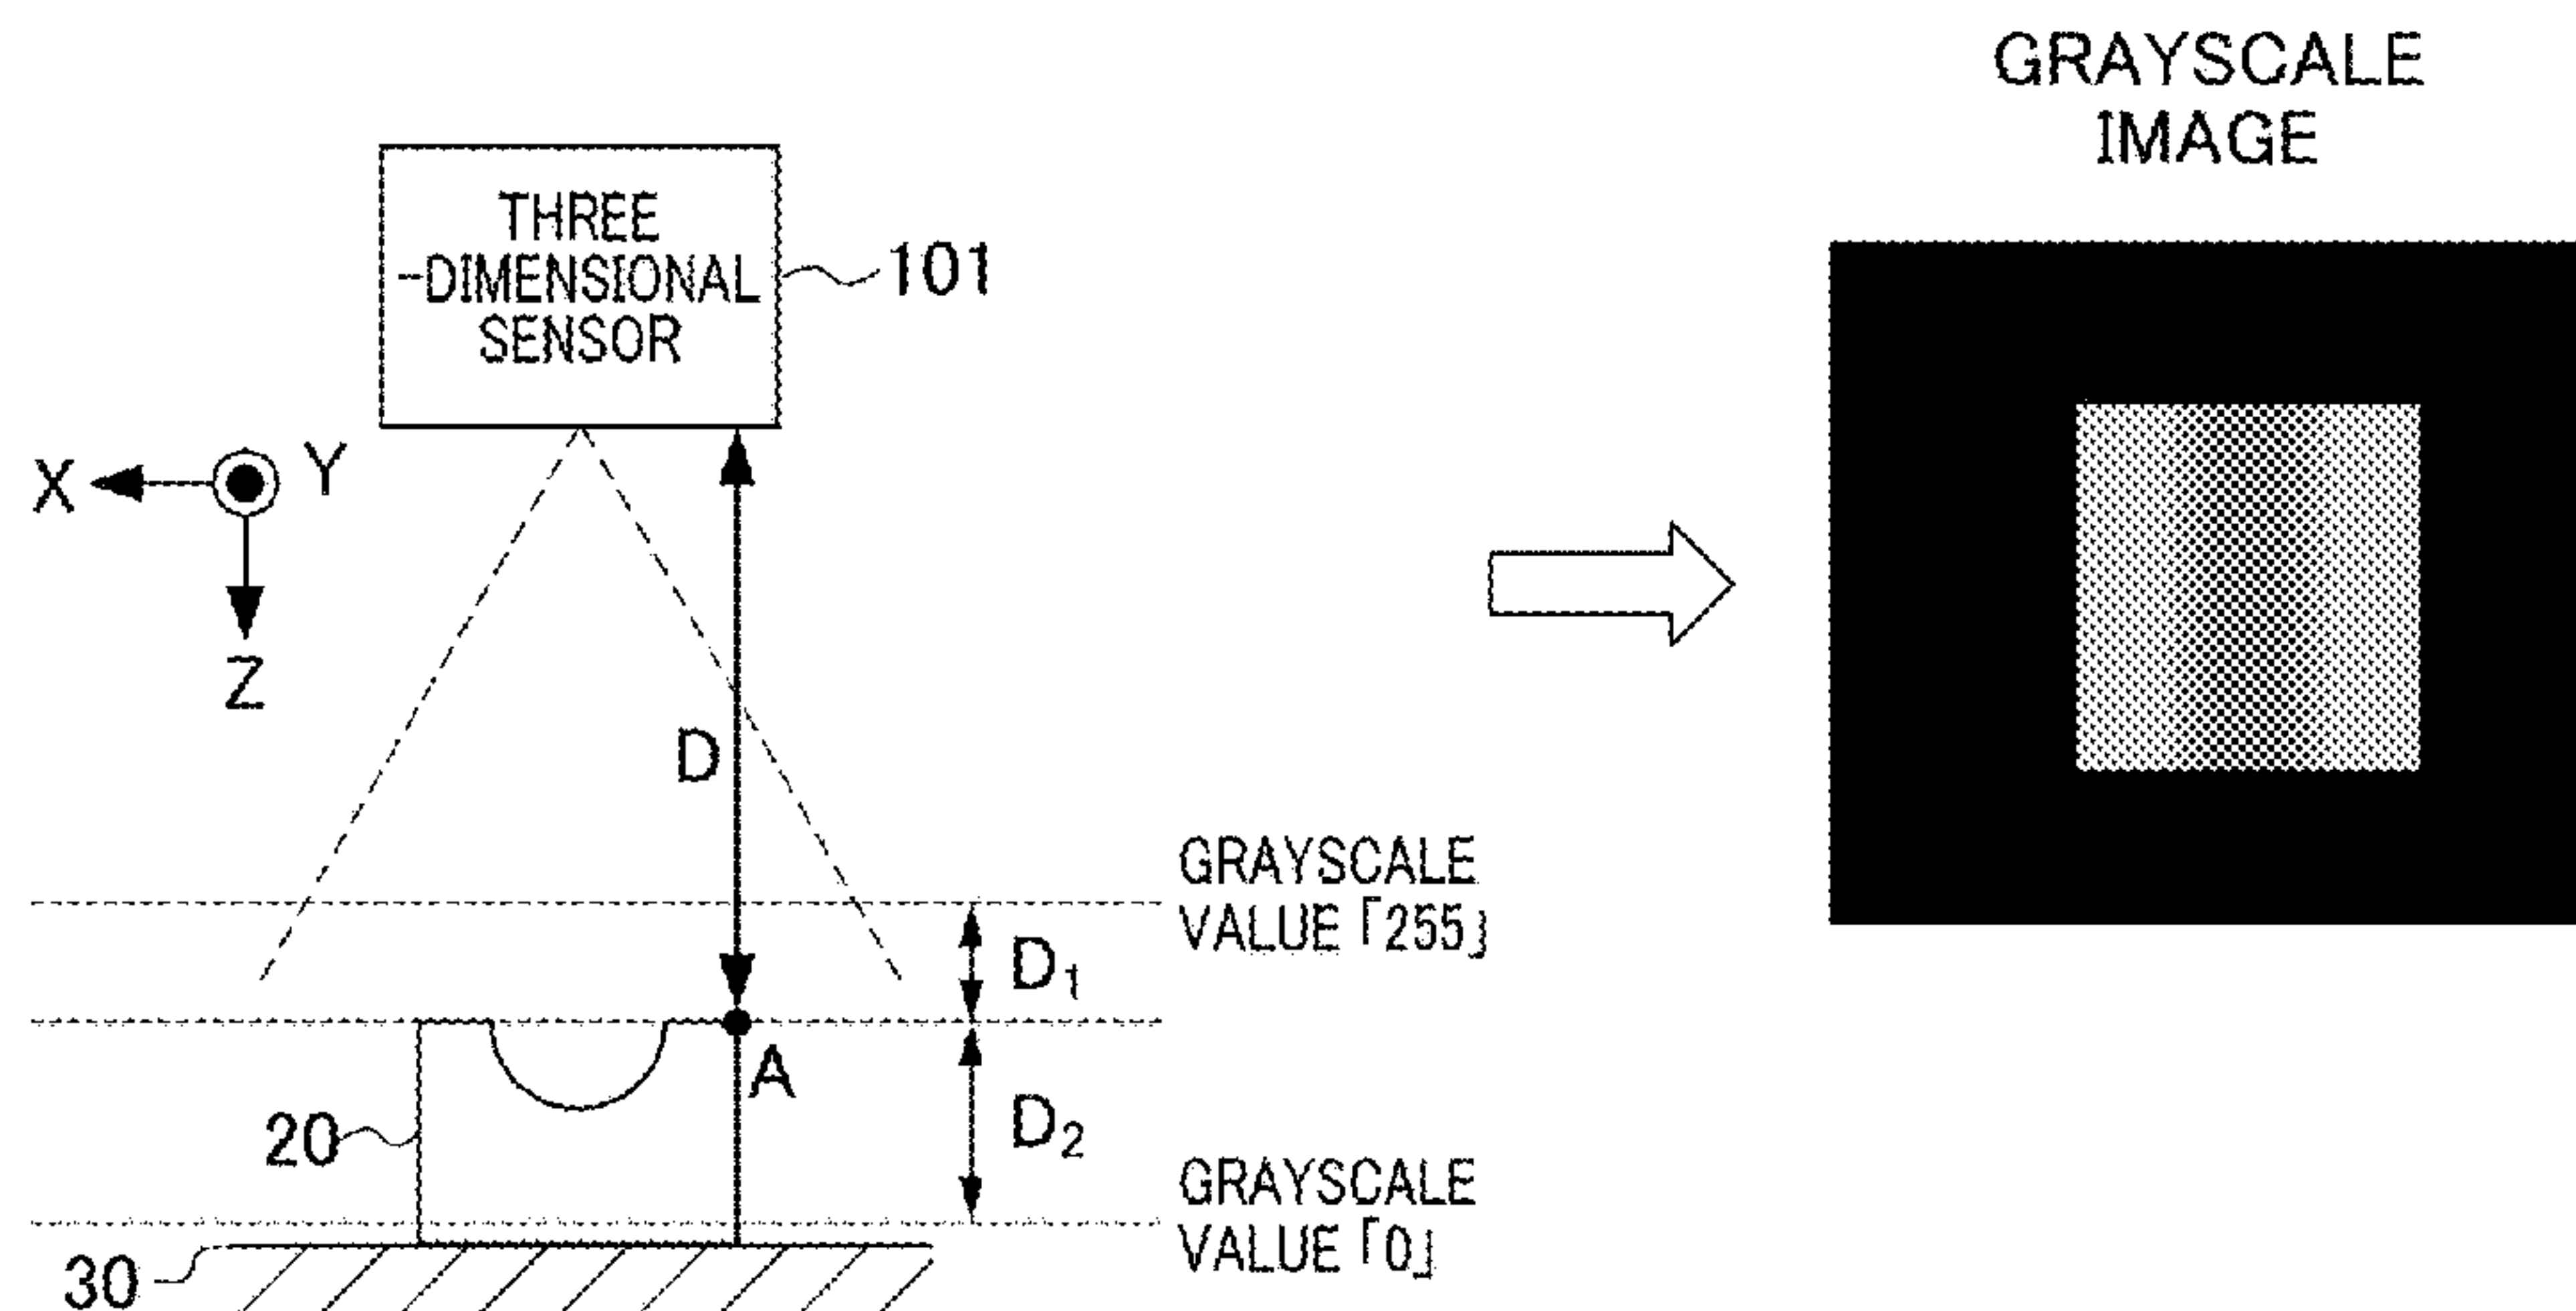 GRAYSCALE
IMAGE
THREE
-DIMENSIONAL
SENSOR
101
X
Y
Z
D
GRAYSCALE
VALUE「255」
D₁
A
20
D₂
GRAYSCALE
VALUE「0」
30